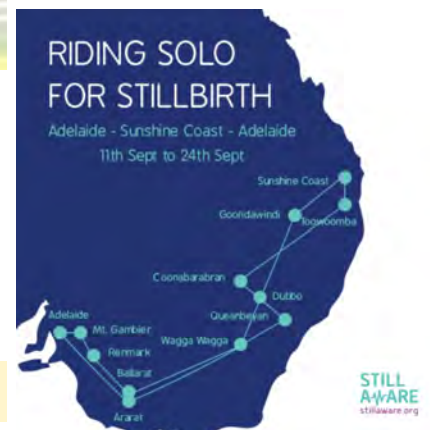 RIDING SOLO
FOR STILLBIRTH
Adelaide - Sunshine Coast - Adelaide
11th Sept to 24th Sept
Sunshine Coast
Goondawindi
Toowoomba
Coonabarabran
Dubbo
Queanbeyan
Adelaide
Mt. Gambier
Wagga Wagga
Renmark
Ballarat
Ararat
STILL
AWARE
stillaware.org